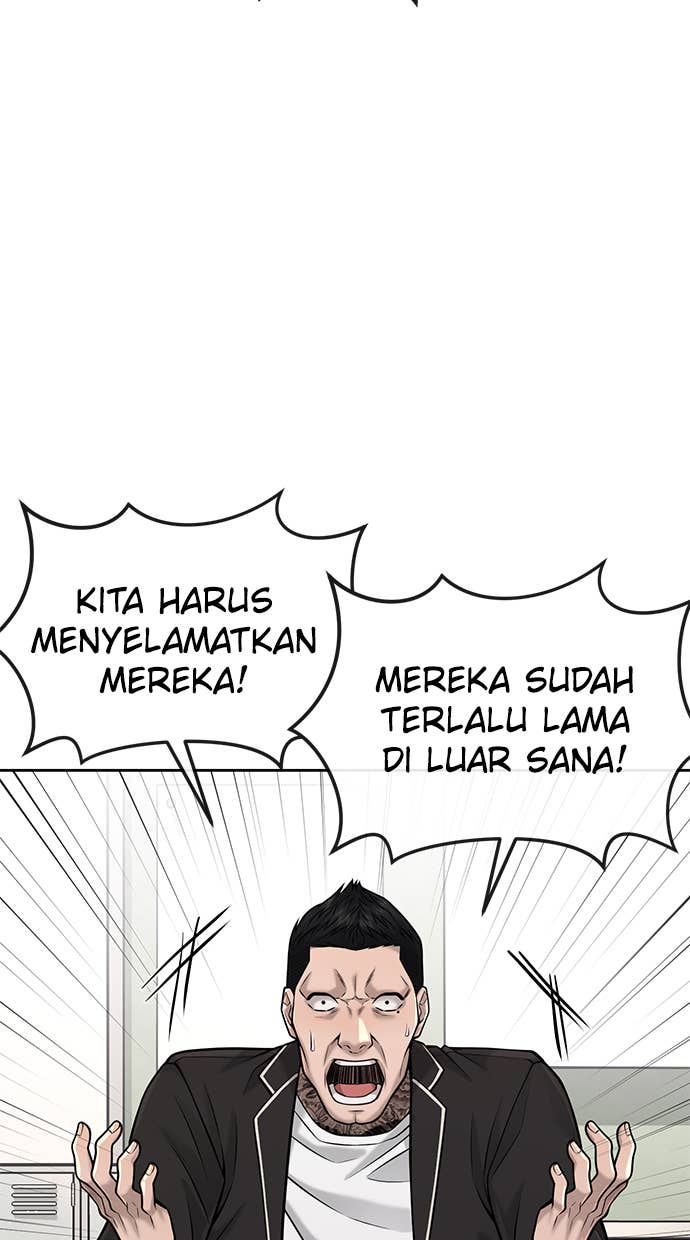 KITA HARUS
MENYELAMATKAN
MEREKA!
MEREKA SUDAH
TERLALU LAMA
DI LUAR SANA!